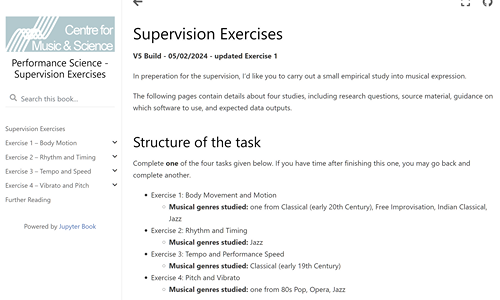 Centre for
Music & Science
Performance Science -
Supervision Exercises
Search this book...
Supervision Exercises
Exercise 1 – Body Motion
Exercise 2 – Rhythm and Timing
Exercise 3 – Tempo and Speed
Exercise 4 – Vibrato and Pitch
Further Reading
Powered by Jupyter Book
Supervision Exercises
V5 Build - 05/02/2024 - updated Exercise 1
In preparation for the supervision, I'd like you to carry out a small empirical study into musical expression.
The following pages contain details about four studies, including research questions, source material, guidance on
which software to use, and expected data outputs.
Structure of the task
Complete one of the four tasks given below. If you have time after finishing this one, you may go back and
complete another.
Exercise 1: Body Movement and Motion
Musical genres studied: one from Classical (early 20th Century), Free Improvisation, Indian Classical,
Jazz
Exercise 2: Rhythm and Timing
Musical genres studied: Jazz
Exercise 3: Tempo and Performance Speed
Musical genres studied: Classical (early 19th Century)
Exercise 4: Pitch and Vibrato
Musical genres studied: one from 80s Pop, Opera, Jazz